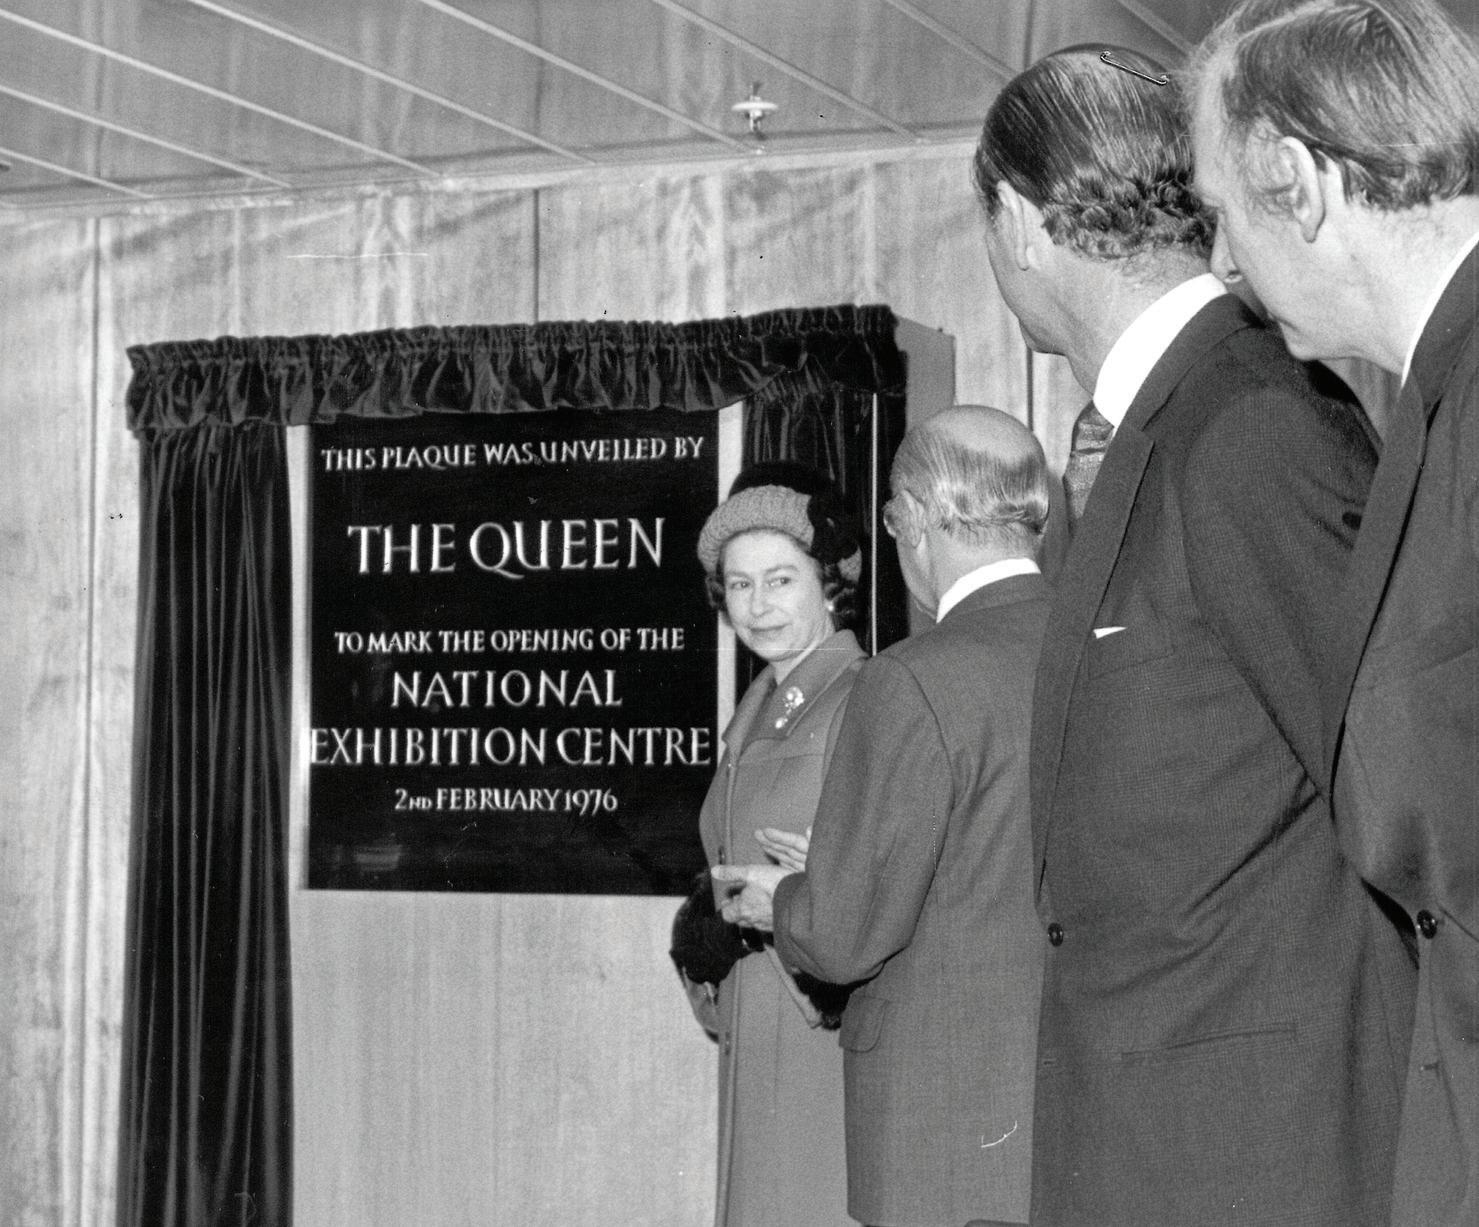 THIS PLAQUE WAS UNVEILED BY
THE QUEEN
TO MARK THE OPENING OF THE
NATIONAL
EXHIBITION CENTRE
2ND FEBRUARY 1976